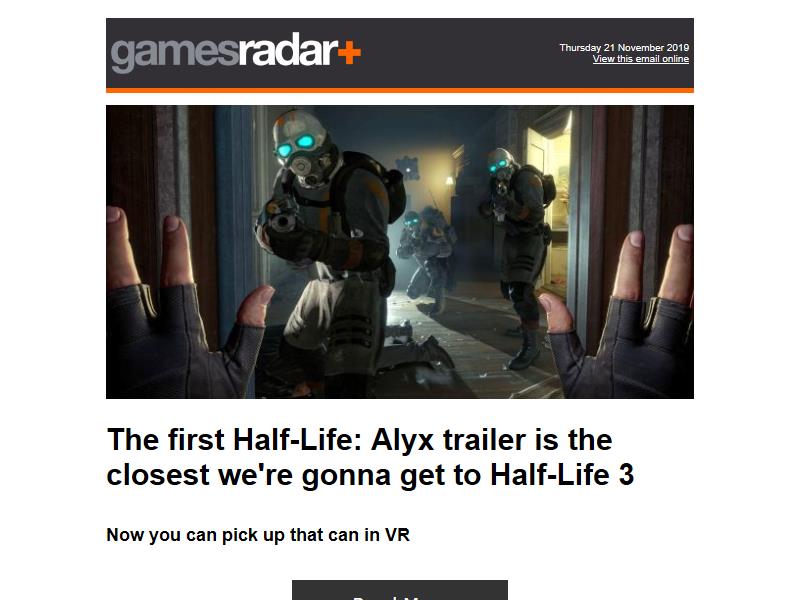 gamesradar+
Thursday 21 November 2019
View this email online
The first Half-Life: Alyx trailer is the
closest we're gonna get to Half-Life 3
Now you can pick up that can in VR